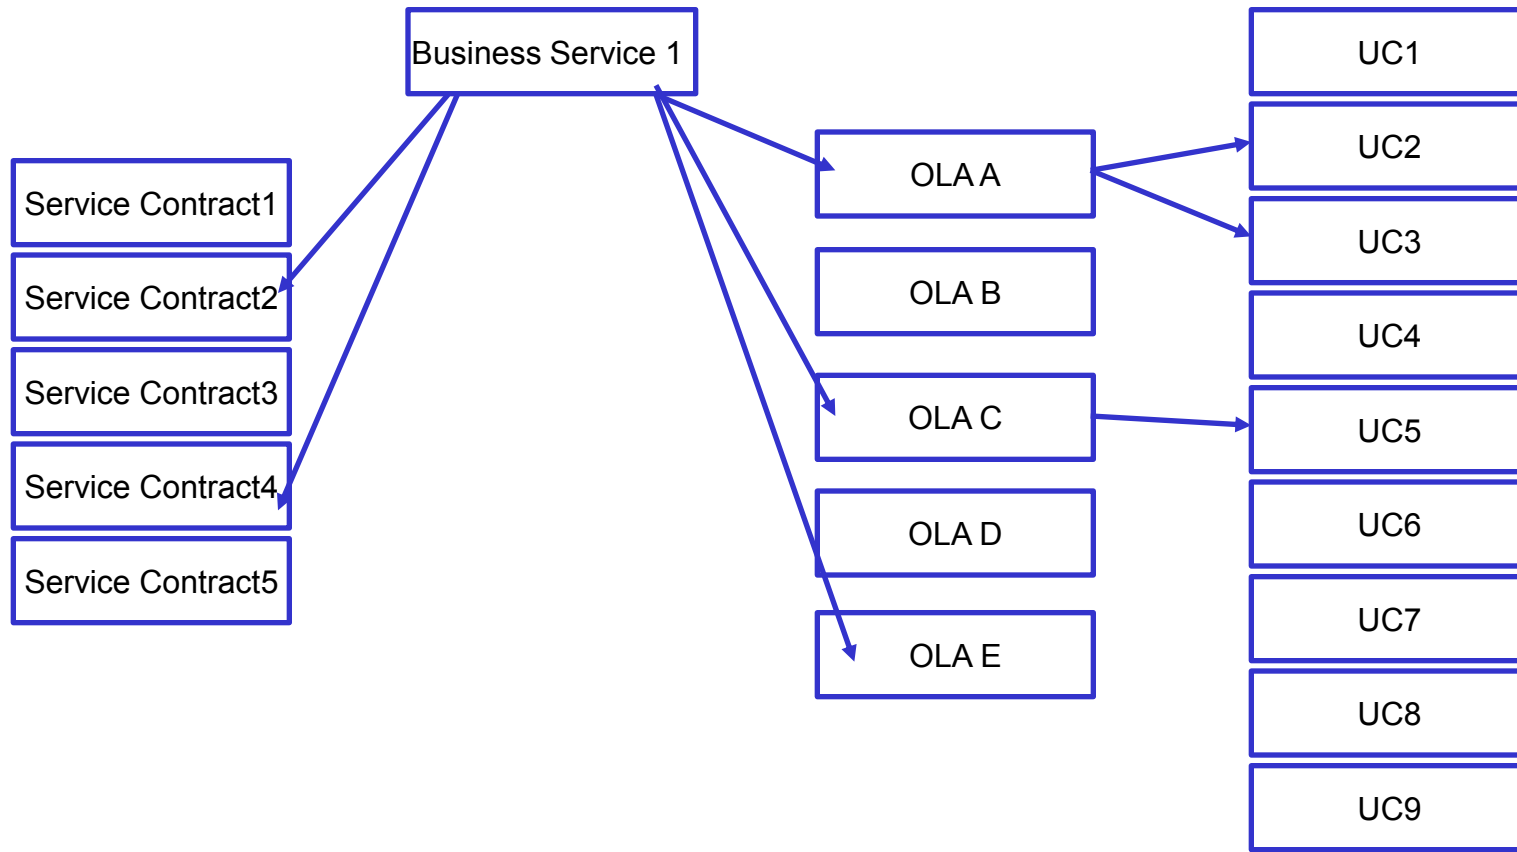 Business Service 1
Service Contract1
Service Contract2
Service Contract3
Service Contract4
Service Contract5
OLA A
OLA B
OLA C
OLA D
OLA E
UC1
UC2
UC3
UC4
UC5
UC6
UC7
UC8
UC9